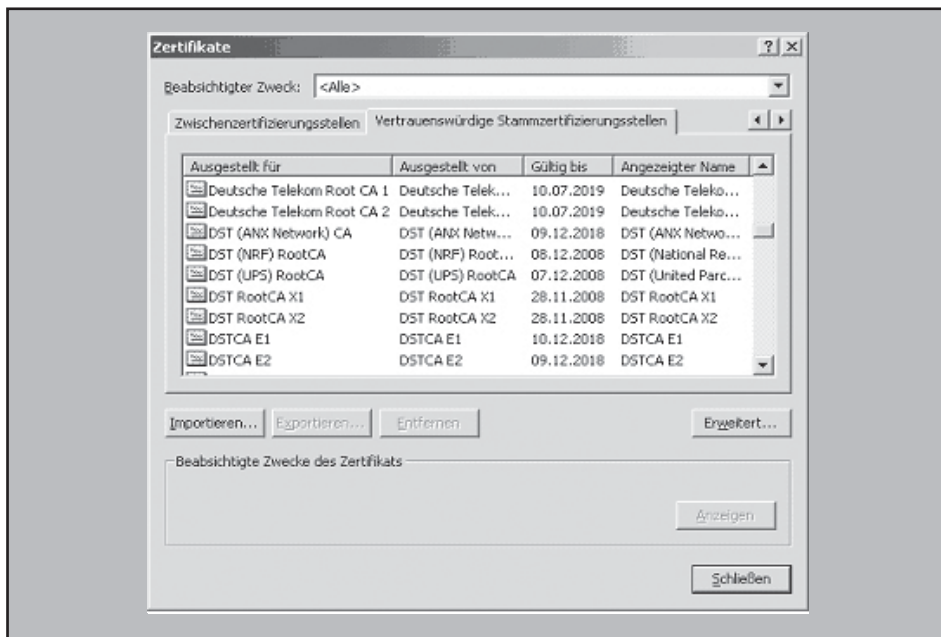 Zertifikate
Beabsichtigter Zweck: <Alle>
Zwischenzertifizierungsstellen Vertrauenswürdige Stammzertifizierungsstellen
Ausgestellt für Ausgestellt von Gültig bis Angezeigter Name
Deutsche Telekom Root CA 1 Deutsche Telek... 10.07.2019 Deutsche Teleko...
Deutsche Telekom Root CA 2 Deutsche Telek... 10.07.2019 Deutsche Teleko...
DST (ANX Network) CA DST (ANX Netw... 09.12.2018 DST (ANX Netwo...
DST (NRF) RootCA DST (NRF) Root... 08.12.2008 DST (National Re...
DST (UPS) RootCA DST (UPS) RootCA 07.12.2008 DST (United Parc...
DST RootCA X1 DST RootCA X1 28.11.2008 DST RootCA X1
DST RootCA X2 DST RootCA X2 28.11.2008 DST RootCA X2
DSTCA E1 DSTCA E1 10.12.2018 DSTCA E1
DSTCA E2 DSTCA E2 09.12.2018 DSTCA E2
Importieren... Exportieren... Entfernen Erweitert...
Beabsichtigte Zwecke des Zertifikats
Anzeigen
Schließen